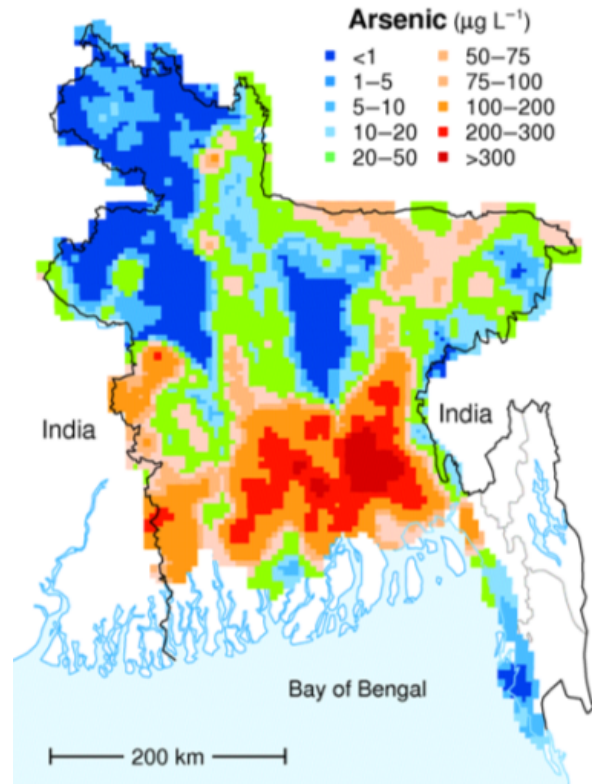 Arsenic (µg L⁻¹)
<1
1–5
5–10
10–20
20–50
50–75
75–100
100–200
200–300
>300
India
India
Bay of Bengal
200 km